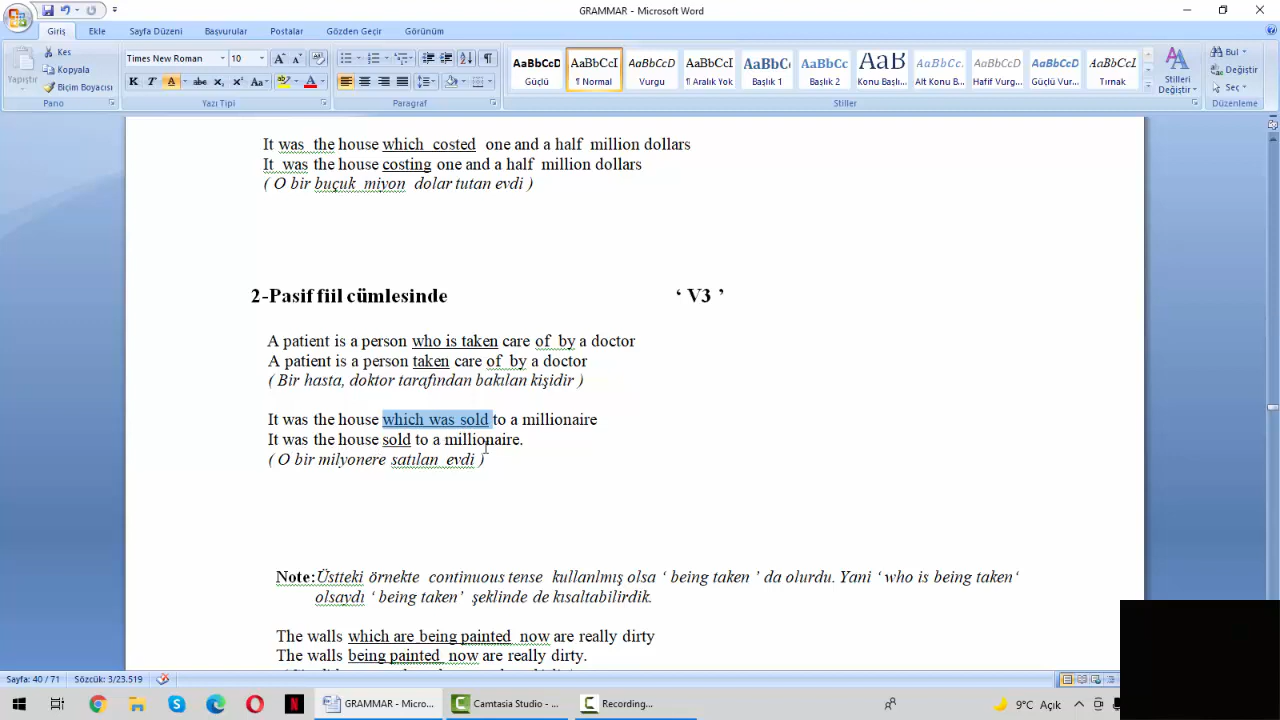 GRAMMAR - Microsoft Word
Giriş Ekle Sayfa Düzeni Başvurular Postalar Gözden Geçir Görünüm
Yapıştır
Kes
Kopyala
Biçim Boyacısı
Pano
Times New Roman 10
Yazı Tipi
Paragraf
AaBbCcD AaBbCcI AaBbCcD AaBbCcI AaBbC AaBbCc AaB AaBbCc. AaBbCcD AaBbCcD AaBbCcI
Güçlü ¶ Normal Vurgu ¶ Aralık Yok Başlık 1 Başlık 2 Konu Başlı... Alt Konu B... Hafif Vurg... Güçlü Vur... Tırnak
Stilleri Değiştir
Stiller
Bul
Değiştir
Seç
Düzenleme
It was the house which costed one and a half million dollars
It was the house costing one and a half million dollars
( O bir buçuk miyon dolar tutan evdi )
2-Pasif fiil cümlesinde ‘ V3 ’
A patient is a person who is taken care of by a doctor
A patient is a person taken care of by a doctor
( Bir hasta, doktor tarafından bakılan kişidir )
It was the house which was sold to a millionaire
It was the house sold to a millionaire.
( O bir milyonere satılan evdi )
Note:Üstteki örnekte continuous tense kullanlmış olsa ‘ being taken ’ da olurdu. Yani ‘ who is being taken‘
olsaydı ‘ being taken’ şeklinde de kısaltabilirdik.
The walls which are being painted now are really dirty
The walls being painted now are really dirty.
Sayfa: 40 / 71 Sözcük: 3/23.519
GRAMMAR - Micro... Camtasia Studio - ... Recording... 9°C Açık